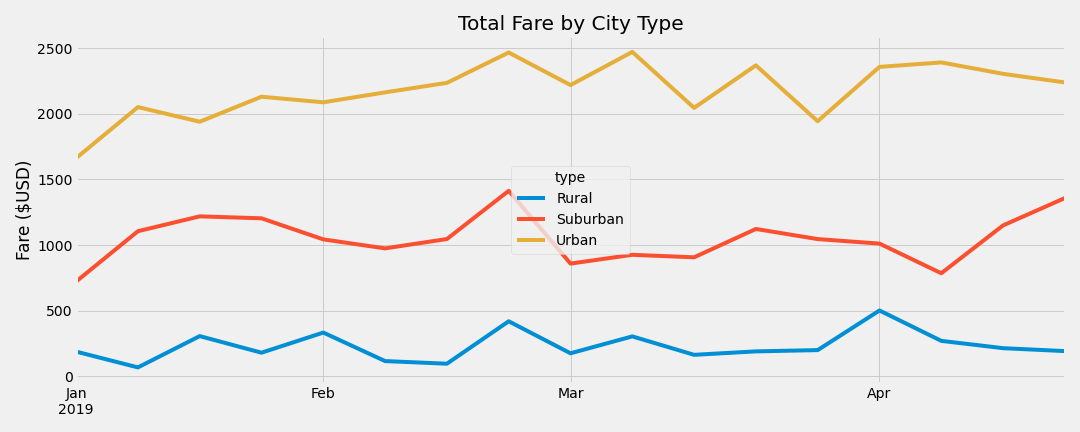 Total Fare by City Type
Fare ($USD)
2500
2000
1500
1000
500
0
type
Rural
Suburban
Urban
Jan
2019
Feb
Mar
Apr